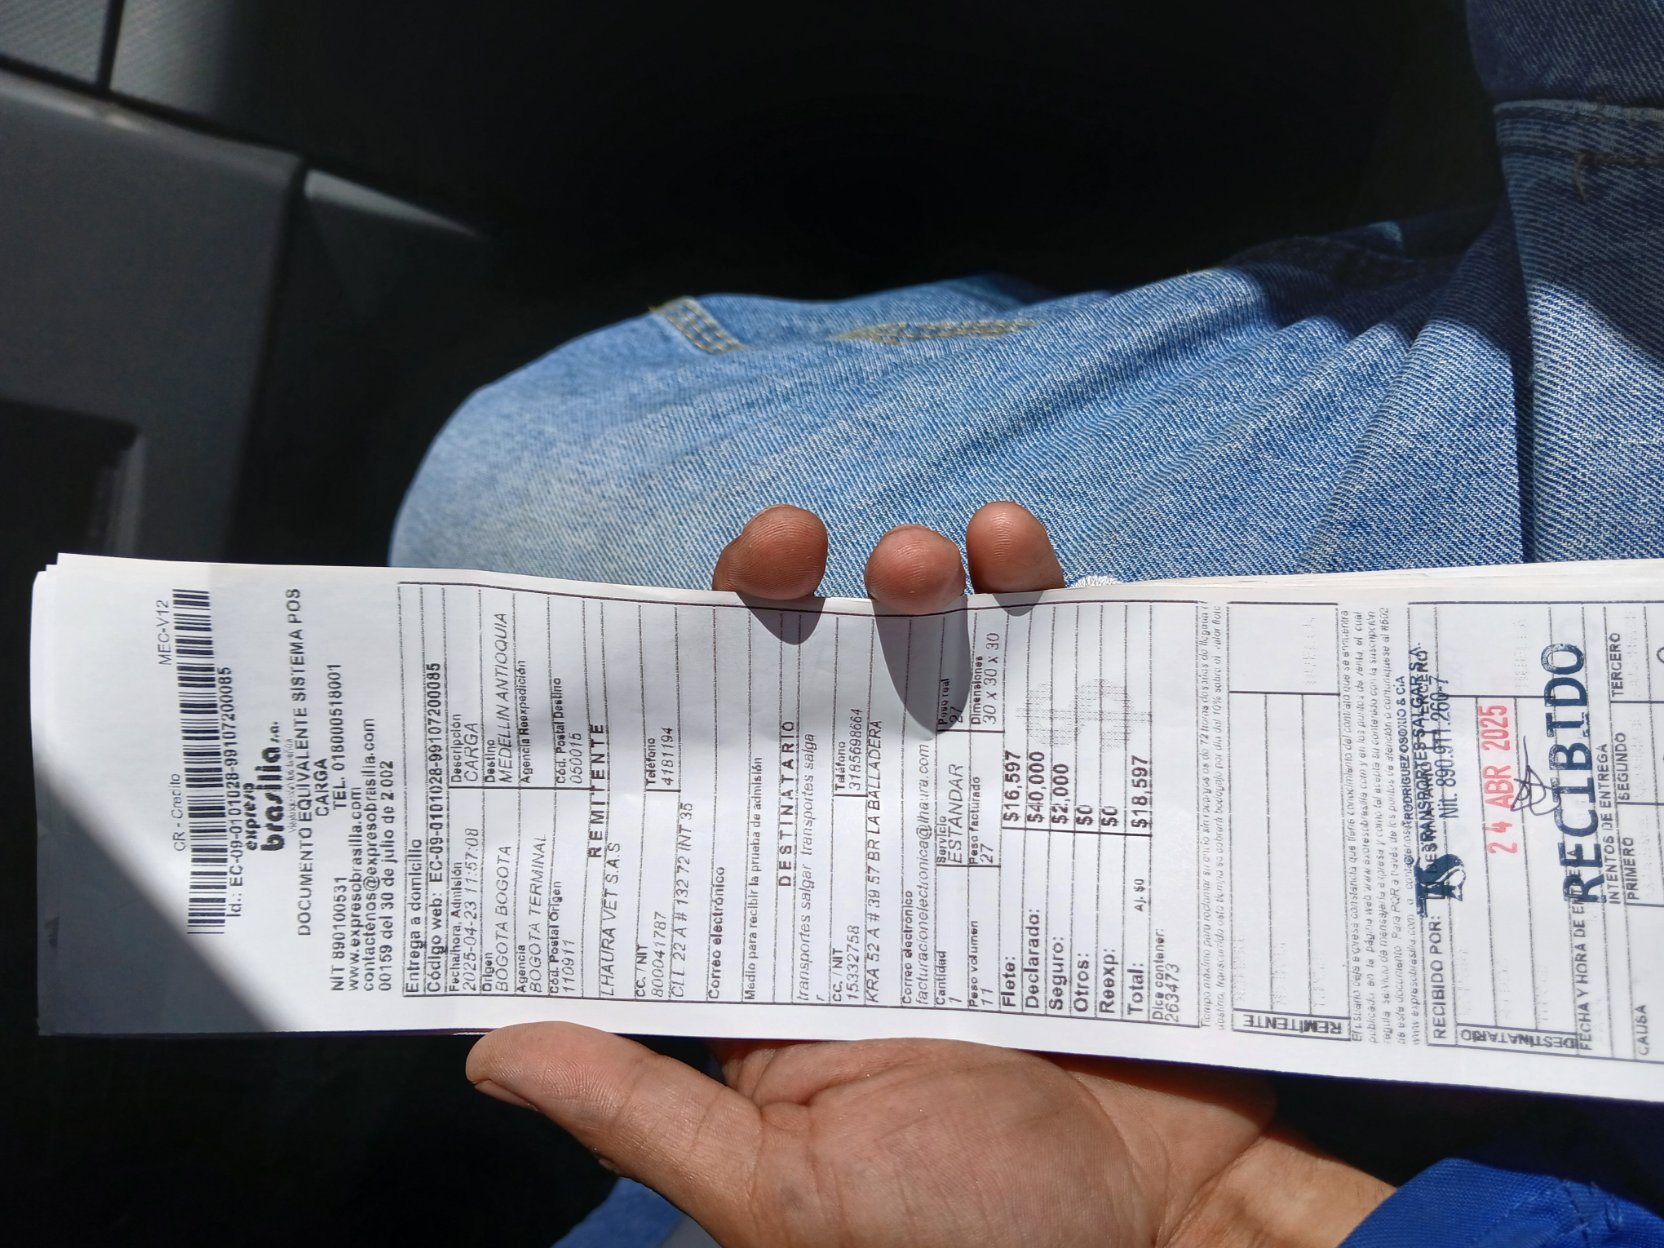 CR - Crédito
MEC-V12
Id.: EC-09-0101028-99107200085
expreso
brasilia s.a.
DOCUMENTO EQUIVALENTE SISTEMA POS
CARGA
NIT 890100531 TEL. 018000518001
www.expresobrasilia.com
contactenos@expresobrasilia.com
00159 del 30 de julio de 2 002
Entrega a domicilio
Código web: EC-09-0101028-99107200085
Fecha/hora, Admisión Descripción
2025-04-23 11:57:08 CARGA
Origen Destino
BOGOTA BOGOTA MEDELLIN ANTIOQUIA
Agencia Agencia Reexpedición
BOGOTA TERMINAL
Cód. Postal Origen Cód. Postal Destino
110911 050015
REMITENTE
LHAURA VET S.A.S
CC. / NIT Teléfono
800041787 4181194
CLL 22 A # 132 72 INT 35
Correo electrónico
Medio para recibir la prueba de admisión
DESTINATARIO
transportes salgar transportes salga
r
CC. / NIT Teléfono
15332758 3185698664
KRA 52 A # 39 57 BR LA BALLADERA
Correo electronico
facturacionelectronica@lhaura.com
Cantidad Servicio Peso real
1 ESTANDAR 27
Peso volumen Peso facturado Dimensiones
11 27 30 x 30 x 30
Flete: $16,597
Declarado: $40,000
Seguro: $2,000
Otros: $0
Reexp: $0
Total: Aj. $0 $18,597
Dice contener:
263473
REMITENTE
RECIBIDO POR:
TRANSPORTES SALGAR S.A.
RODRIGUEZ OSORIO & CIA
Nit. 890.911.260-7
24 ABR 2025
DESTINATARIO
RECIBIDO
FECHA Y HORA DE
INTENTOS DE ENTREGA
PRIMERO SEGUNDO TERCERO
CAUSA